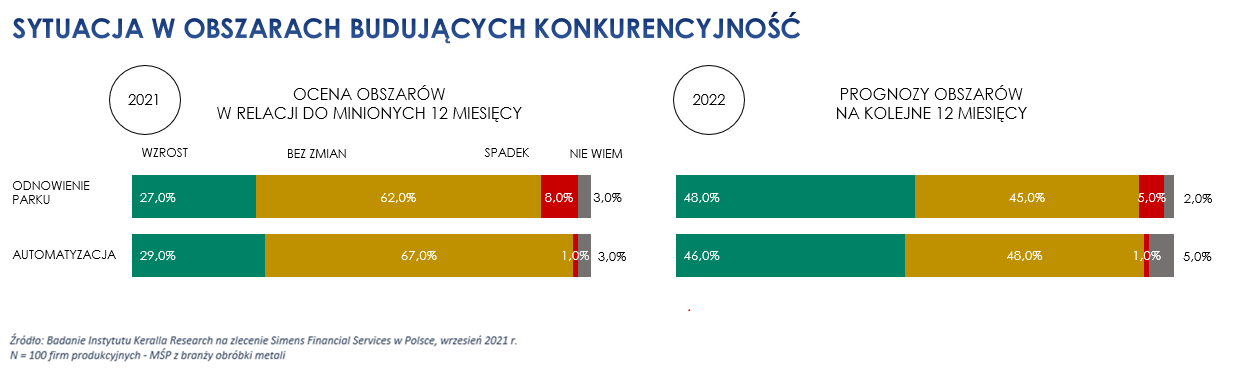 SYTUACJA W OBSZARACH BUDUJĄCYCH KONKURENCYJNOŚĆ
2021
OCENA OBSZARÓW
W RELACJI DO MINIONYCH 12 MIESIĘCY
2022
PROGNOZY OBSZARÓW
NA KOLEJNE 12 MIESIĘCY
WZROST BEZ ZMIAN SPADEK NIE WIEM
ODNOWIENIE
PARKU
27,0% 62,0% 8,0% 3,0% 48,0% 45,0% 5,0% 2,0%
AUTOMATYZACJA 29,0% 67,0% 1,0% 3,0% 46,0% 48,0% 1,0% 5,0%
Źródło: Badanie Instytutu Keralla Research na zlecenie Simens Financial Services w Polsce, wrzesień 2021 r.
N = 100 firm produkcyjnych - MŚP z branży obróbki metali